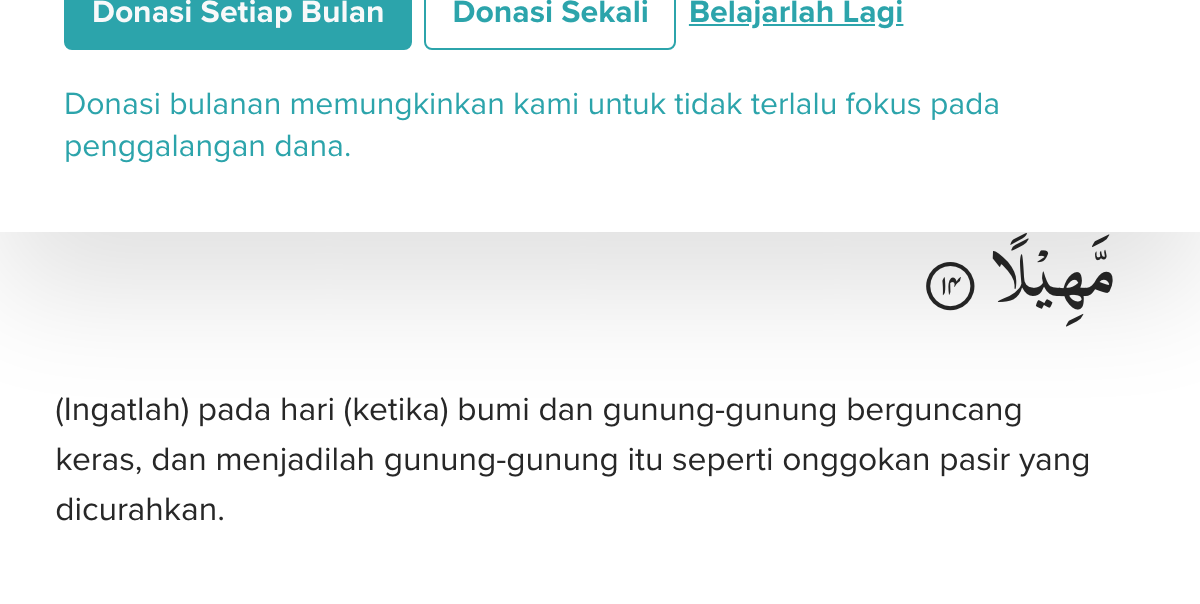 Donasi Setiap Bulan Donasi Sekali Belajarlah Lagi
Donasi bulanan memungkinkan kami untuk tidak terlalu fokus pada
penggalangan dana.
مَّهِيْلًا ١٤
(Ingatlah) pada hari (ketika) bumi dan gunung-gunung berguncang
keras, dan menjadilah gunung-gunung itu seperti onggokan pasir yang
dicurahkan.